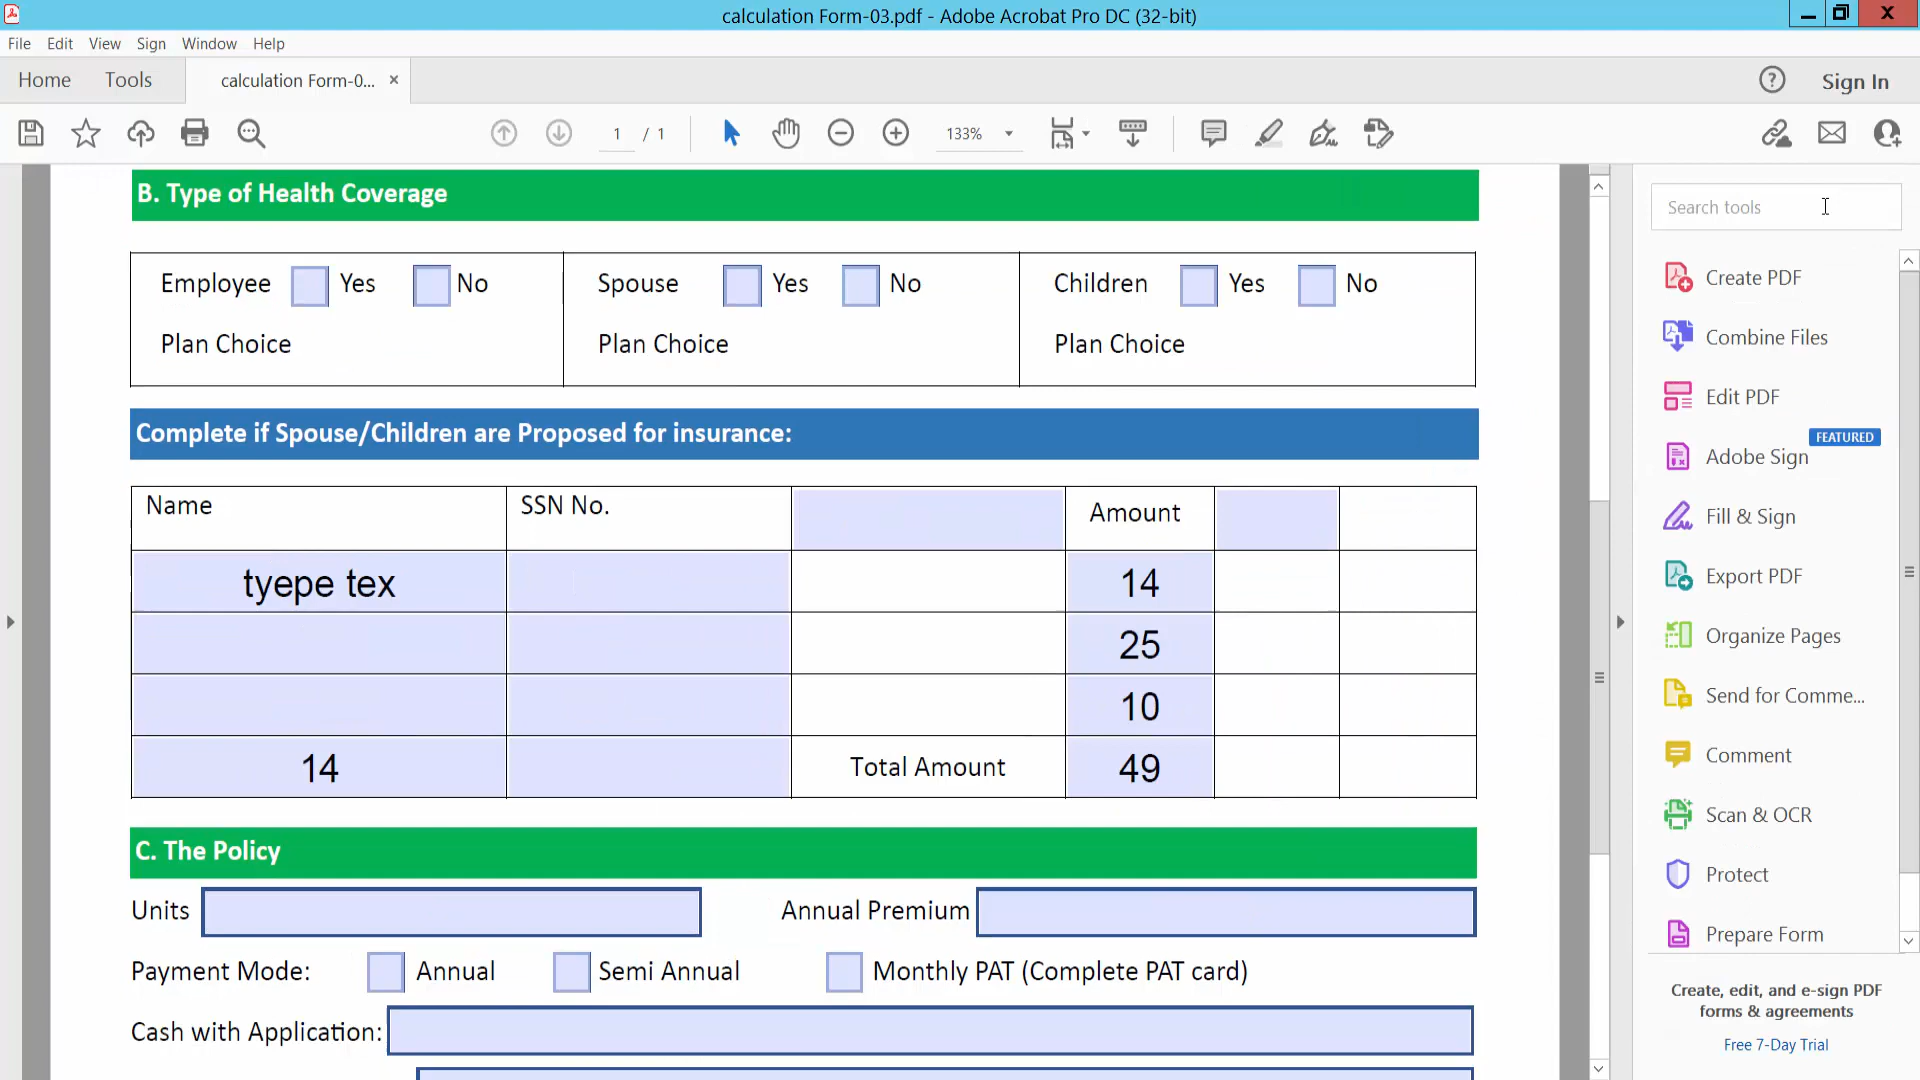 calculation Form-03.pdf - Adobe Acrobat Pro DC (32-bit)
File Edit View Sign Window Help
Home Tools calculation Form-0... × ? Sign In
1 / 1 133%
B. Type of Health Coverage
Employee Yes No Spouse Yes No Children Yes No
Plan Choice Plan Choice Plan Choice
Complete if Spouse/Children are Proposed for insurance:
Name SSN No. Amount
tyepe tex 14
25
10
14 Total Amount 49
C. The Policy
Units Annual Premium
Payment Mode: Annual Semi Annual Monthly PAT (Complete PAT card)
Cash with Application:
Search tools
Create PDF
Combine Files
Edit PDF
FEATURED
Adobe Sign
Fill & Sign
Export PDF
Organize Pages
Send for Comme...
Comment
Scan & OCR
Protect
Prepare Form
Create, edit, and e-sign PDF
forms & agreements
Free 7-Day Trial